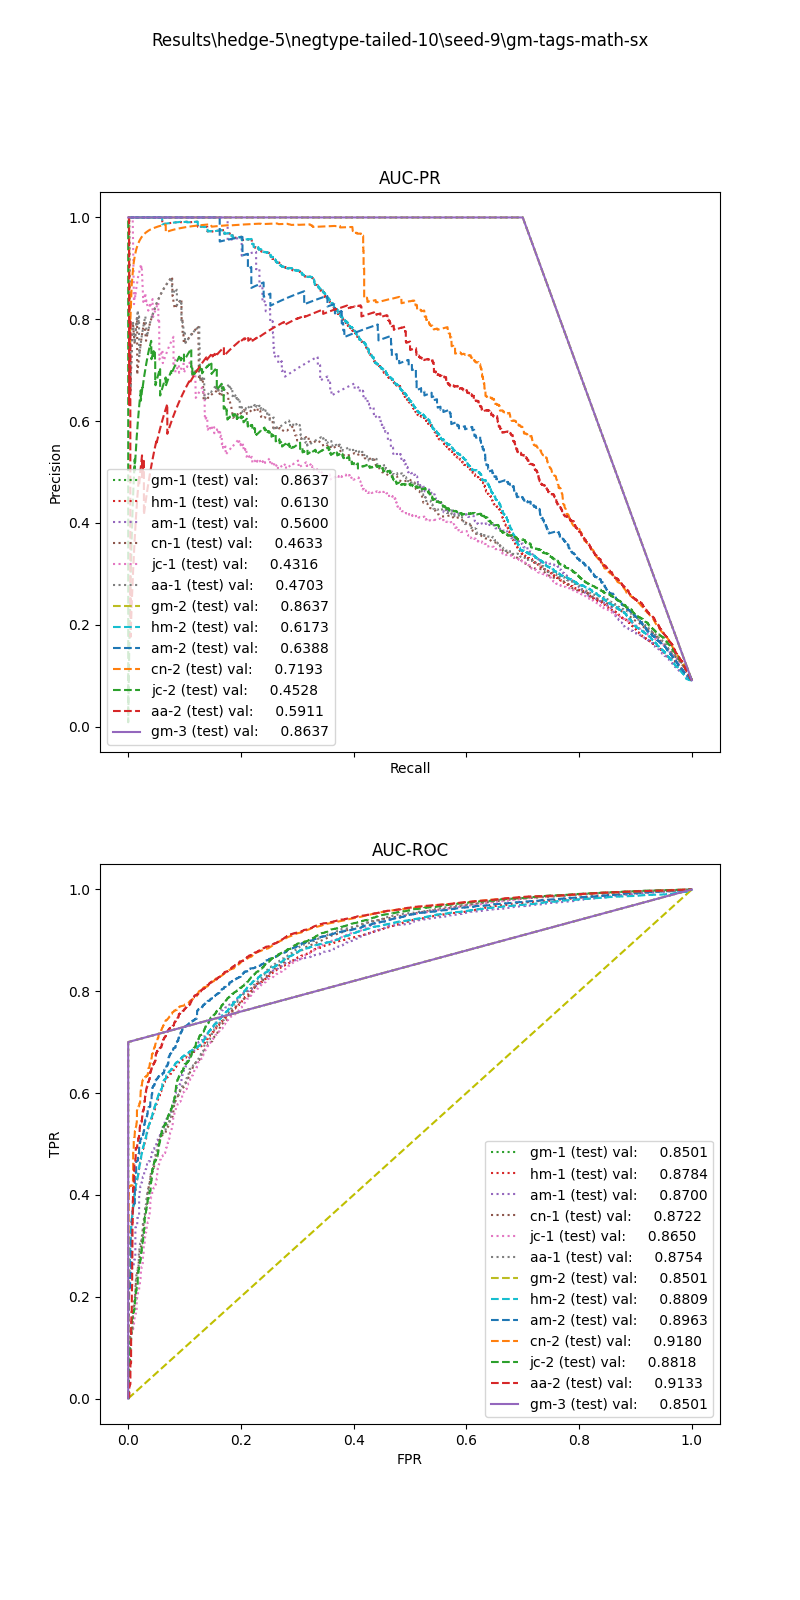 Results\hedge-5\negtype-tailed-10\seed-9\gm-tags-math-sx
AUC-PR
1.0
0.8
0.6
0.4
0.2
0.0
Precision
gm-1 (test) val: 0.8637
hm-1 (test) val: 0.6130
am-1 (test) val: 0.5600
cn-1 (test) val: 0.4633
jc-1 (test) val: 0.4316
aa-1 (test) val: 0.4703
gm-2 (test) val: 0.8637
hm-2 (test) val: 0.6173
am-2 (test) val: 0.6388
cn-2 (test) val: 0.7193
jc-2 (test) val: 0.4528
aa-2 (test) val: 0.5911
gm-3 (test) val: 0.8637
Recall
AUC-ROC
1.0
0.8
0.6
0.4
0.2
0.0
TPR
gm-1 (test) val: 0.8501
hm-1 (test) val: 0.8784
am-1 (test) val: 0.8700
cn-1 (test) val: 0.8722
jc-1 (test) val: 0.8650
aa-1 (test) val: 0.8754
gm-2 (test) val: 0.8501
hm-2 (test) val: 0.8809
am-2 (test) val: 0.8963
cn-2 (test) val: 0.9180
jc-2 (test) val: 0.8818
aa-2 (test) val: 0.9133
gm-3 (test) val: 0.8501
0.0 0.2 0.4 0.6 0.8 1.0
FPR